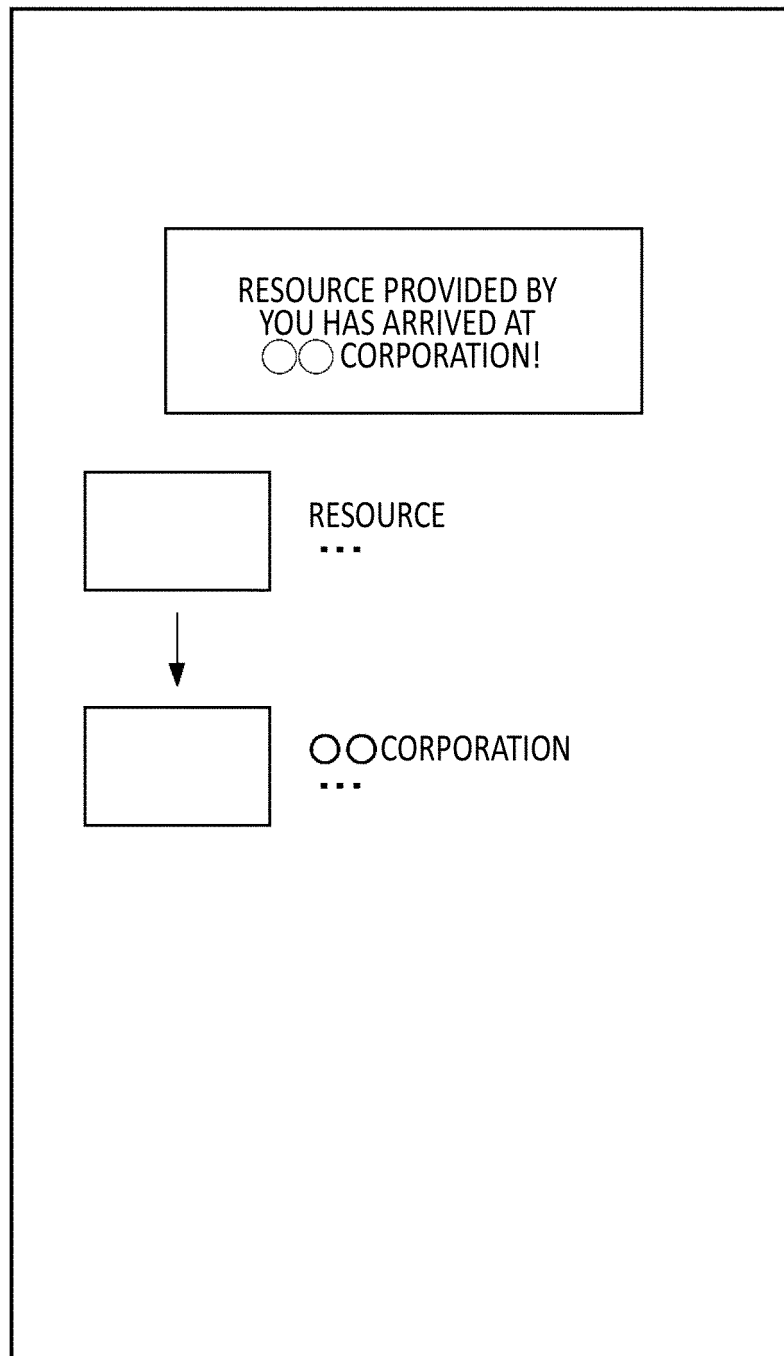 RESOURCE PROVIDED BY
YOU HAS ARRIVED AT
○○ CORPORATION!
RESOURCE
...
○○CORPORATION
...